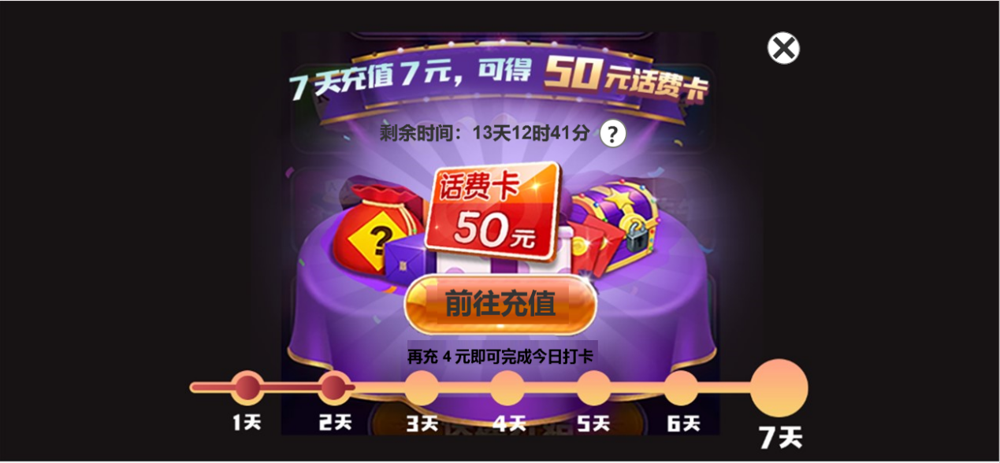 7天充值7元，可得50元话费卡
剩余时间：13天12时41分 ?
话费卡
50元
?
前往充值
再充 4 元即可完成今日打卡
1天 2天 3天 4天 5天 6天 7天